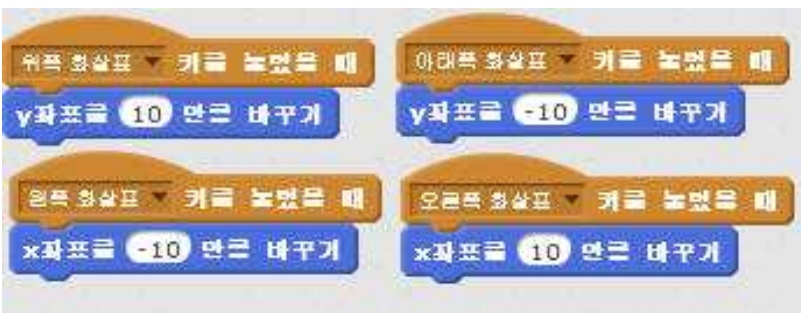 위쪽 화살표 키를 눌렀을 때
y좌표를 10 만큼 바꾸기
아래쪽 화살표 키를 눌렀을 때
y좌표를 -10 만큼 바꾸기
왼쪽 화살표 키를 눌렀을 때
x좌표를 -10 만큼 바꾸기
오른쪽 화살표 키를 눌렀을 때
x좌표를 10 만큼 바꾸기